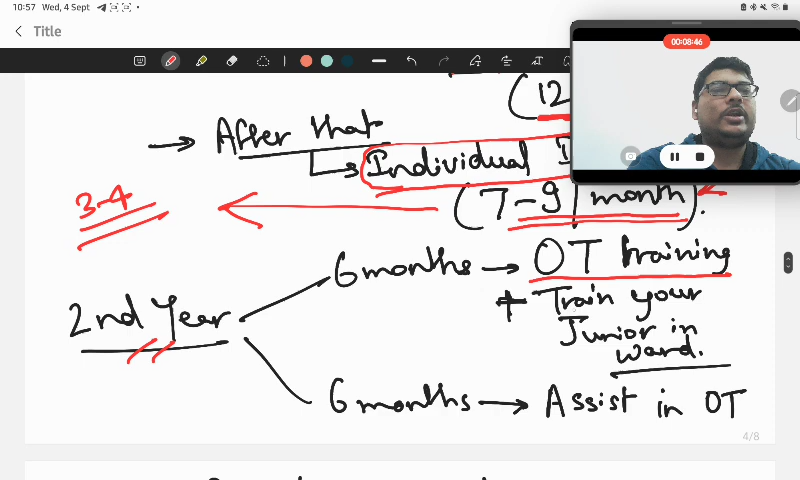 10:57 Wed, 4 Sept
Title
00:08:46
(12
→ After that
Individual
3-4
(7-9/month).
6 months → OT training
+ Train your
Junior in
ward.
2nd Year
6 months → Assist in OT
4/8